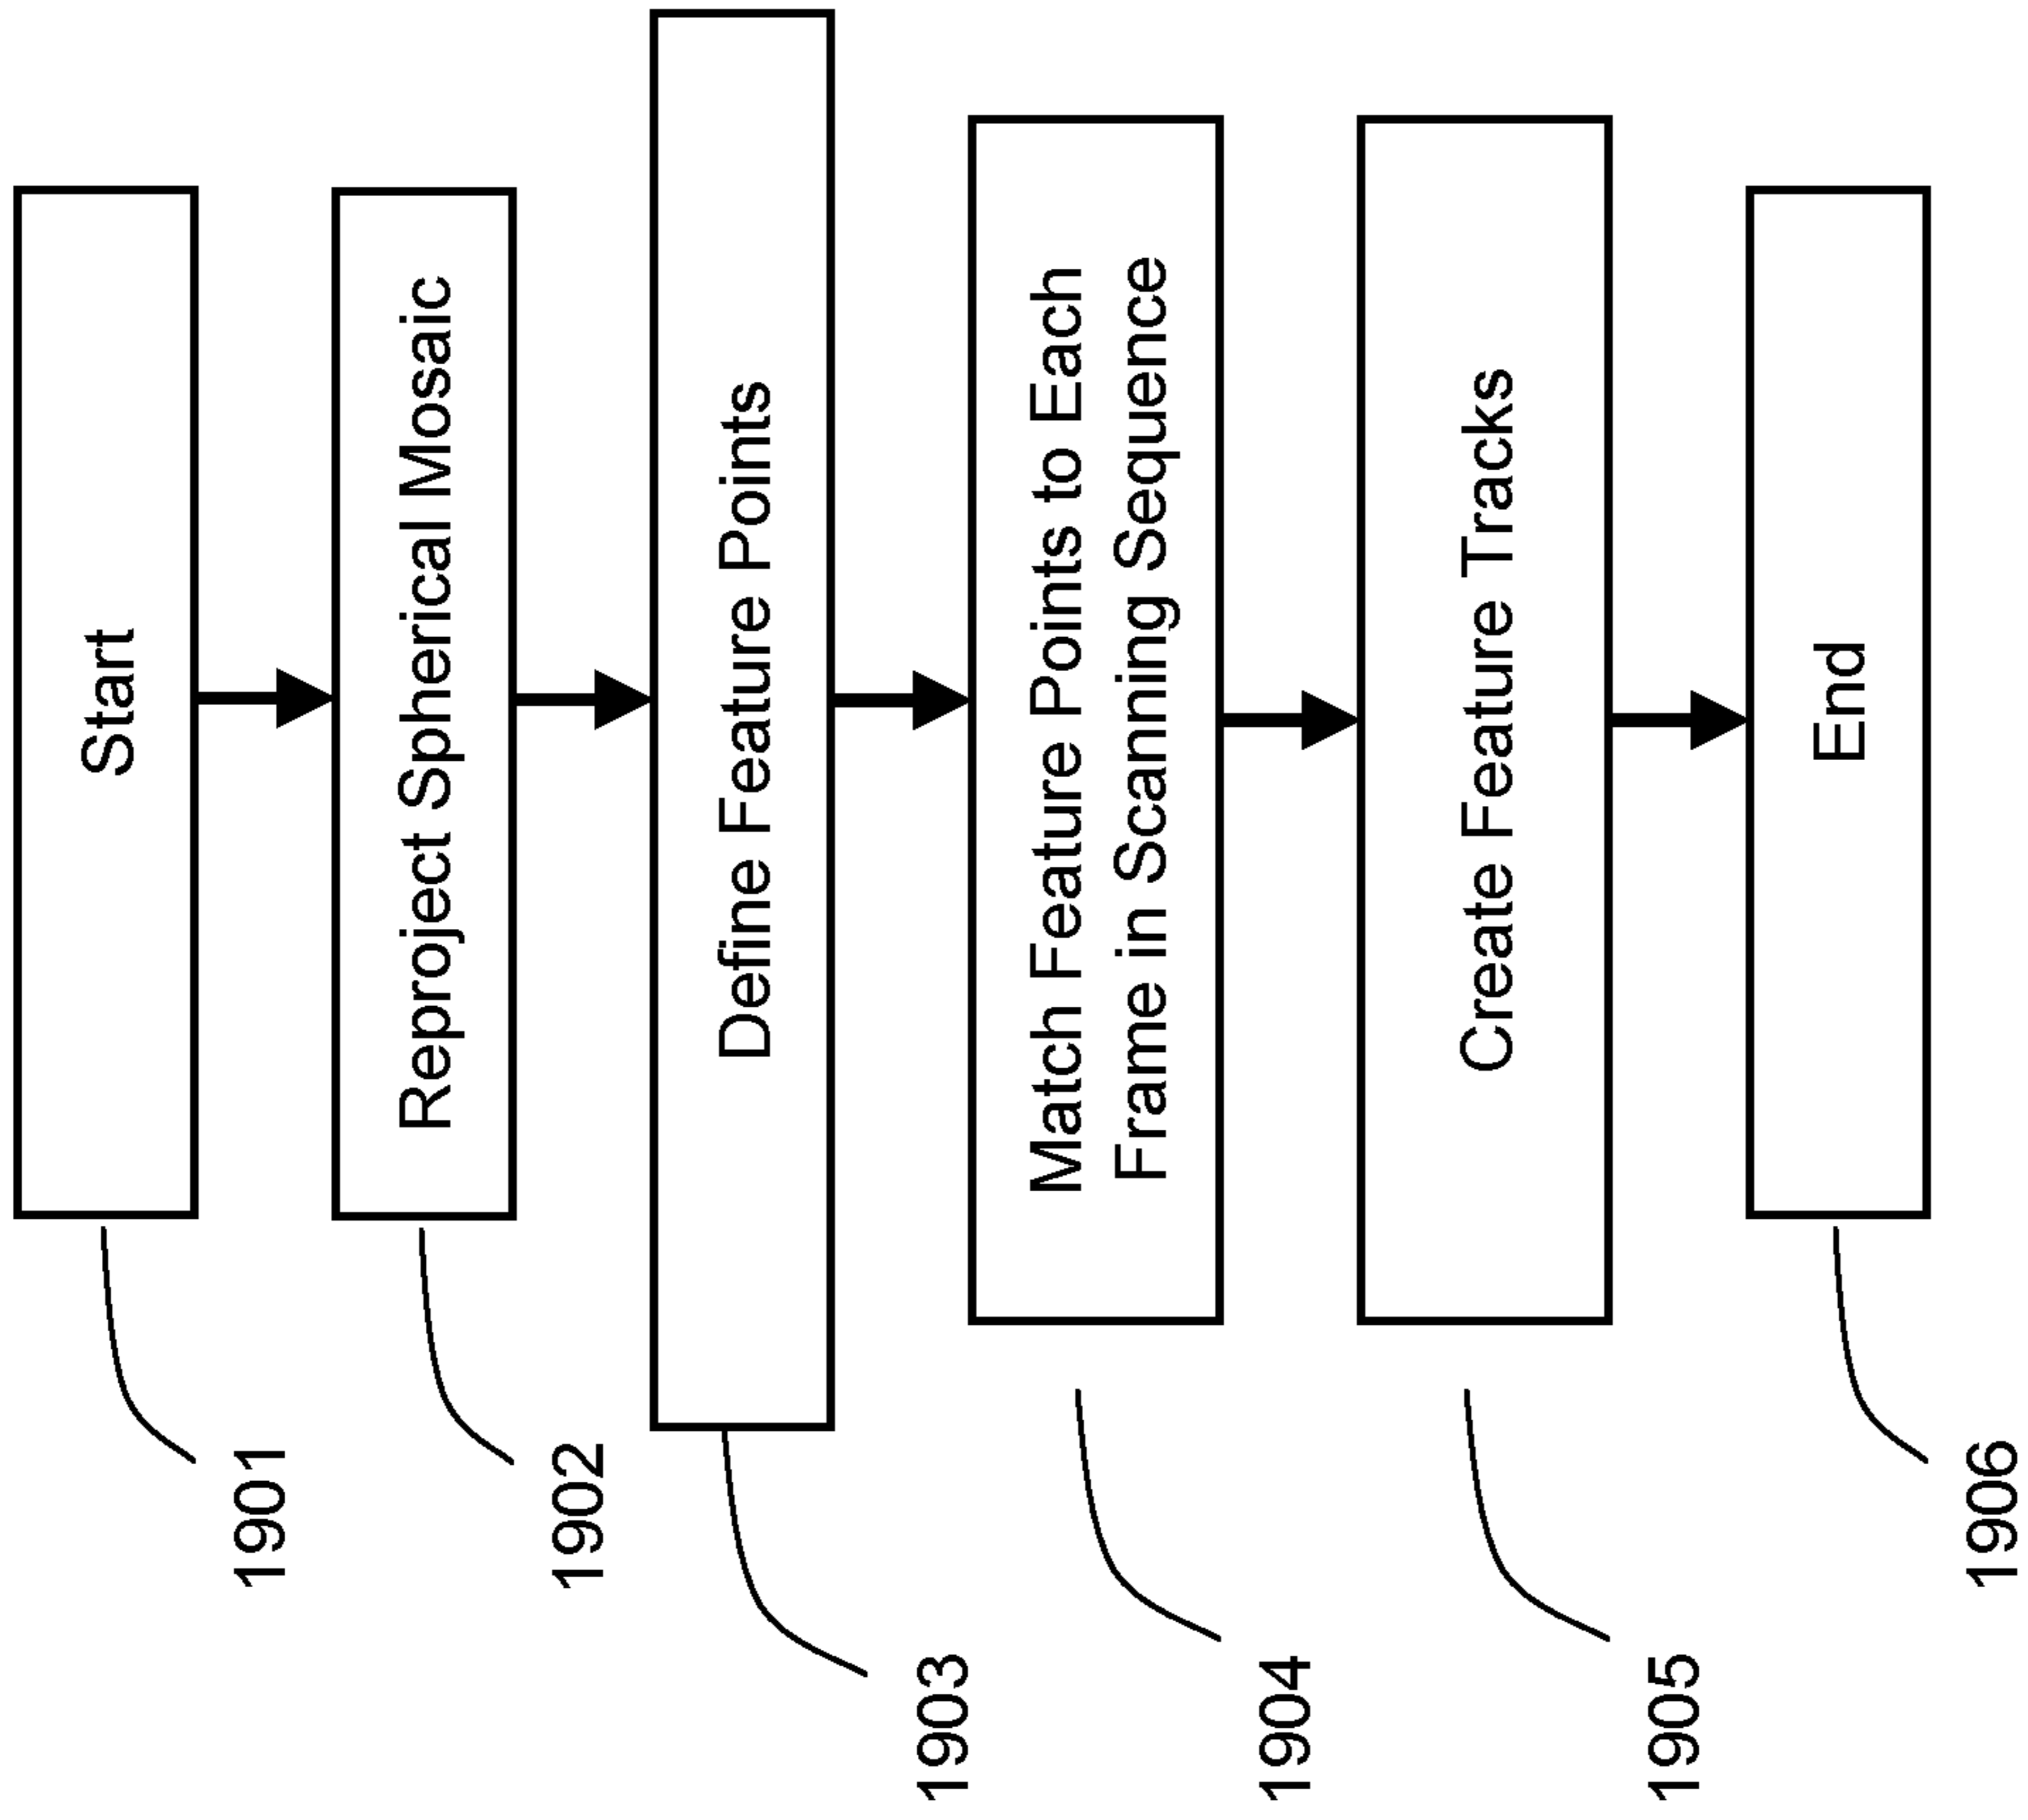 Start
1901
Reproject Spherical Mosaic
1902
Define Feature Points
1903
Match Feature Points to Each
Frame in Scanning Sequence
1904
Create Feature Tracks
1905
End
1906